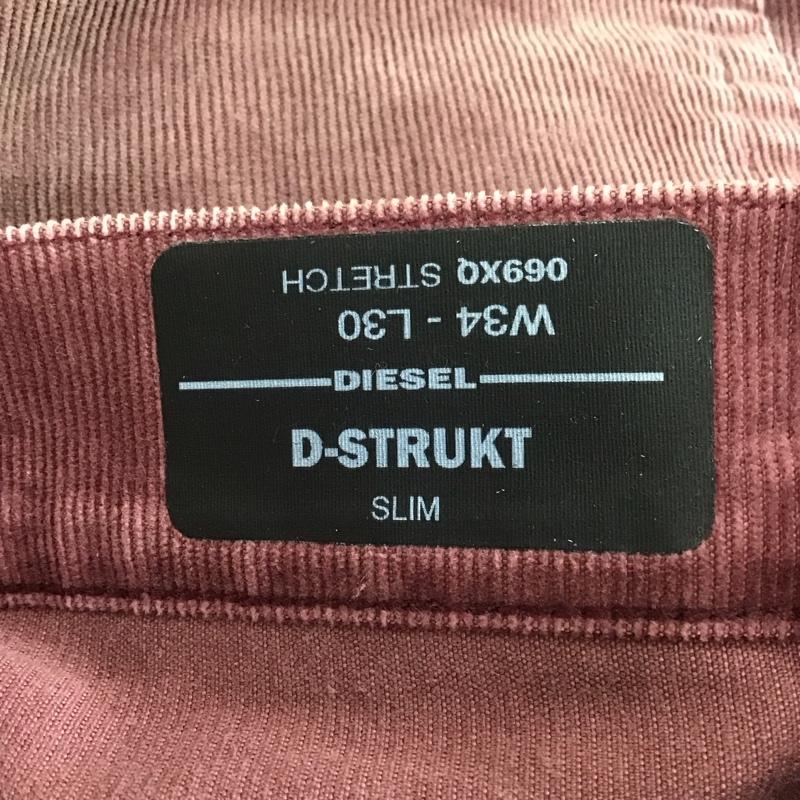 069XQ STRETCH
W34 - L30
DIESEL
D-STRUKT
SLIM